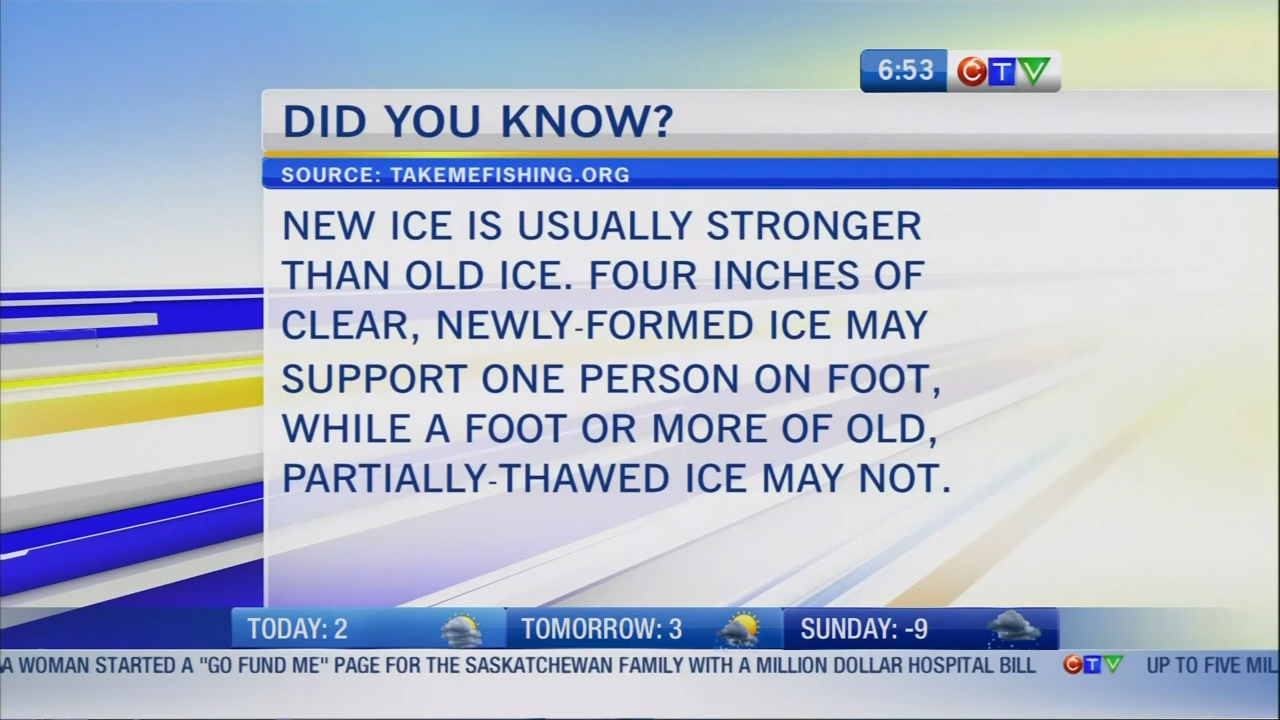 6:53 CTV
DID YOU KNOW?
SOURCE: TAKEMEFISHING.ORG
NEW ICE IS USUALLY STRONGER
THAN OLD ICE. FOUR INCHES OF
CLEAR, NEWLY-FORMED ICE MAY
SUPPORT ONE PERSON ON FOOT,
WHILE A FOOT OR MORE OF OLD,
PARTIALLY-THAWED ICE MAY NOT.
TODAY: 2 TOMORROW: 3 SUNDAY: -9
A WOMAN STARTED A "GO FUND ME" PAGE FOR THE SASKATCHEWAN FAMILY WITH A MILLION DOLLAR HOSPITAL BILL CTV UP TO FIVE MIL